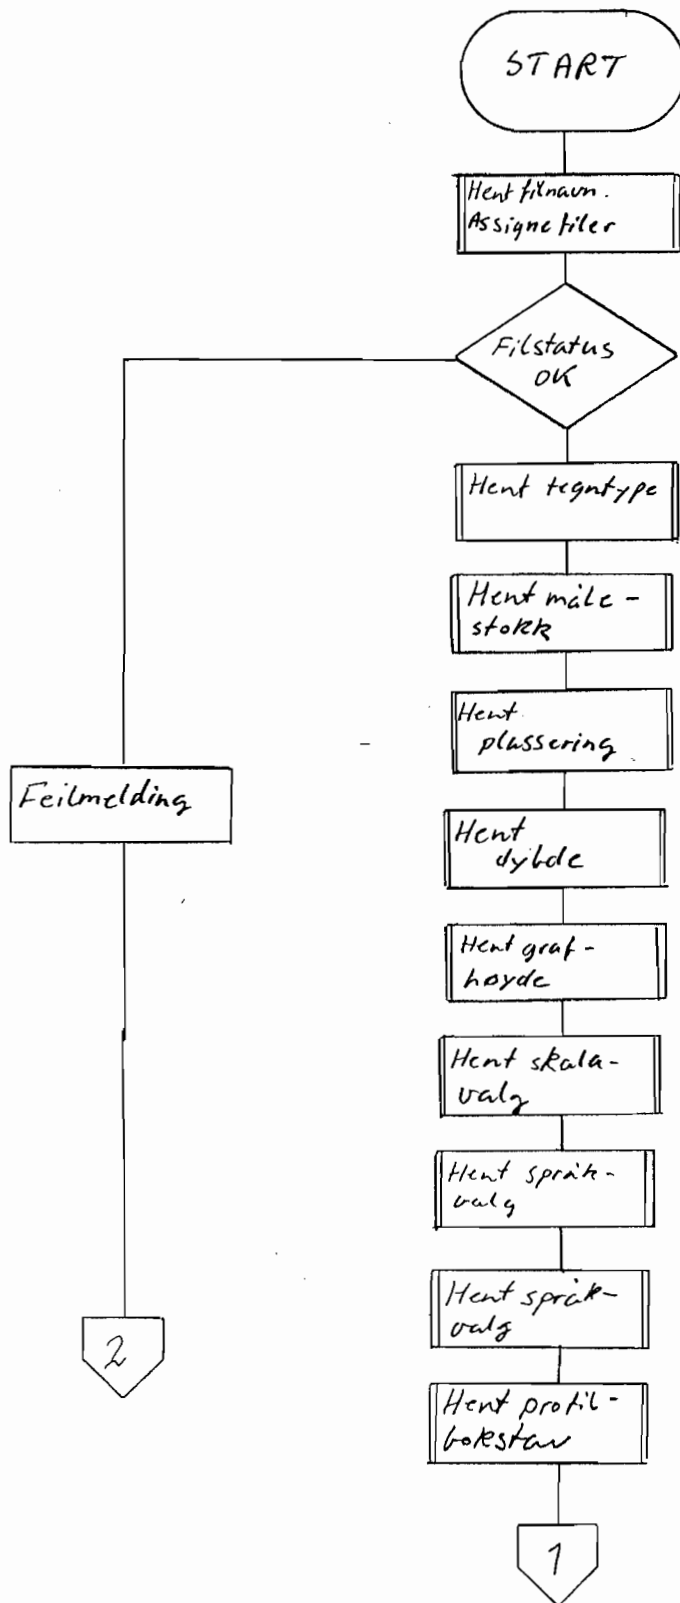 START
Hent filnavn.
Assigne filer
Filstatus
OK
Hent tegntype
Hent måle-
stokk
Hent
plassering
Feilmelding
Hent
dybde
Hent graf-
høyde
Hent skala-
valg
Hent språk-
valg
Hent språk-
valg
2
Hent profil-
bokstav
1